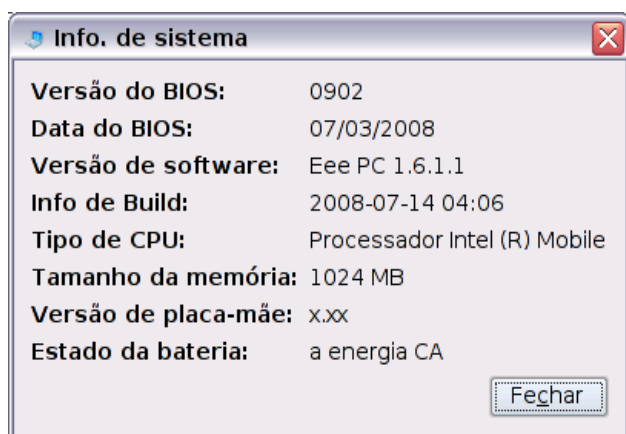 Info. de sistema
Versão do BIOS: 0902
Data do BIOS: 07/03/2008
Versão de software: Eee PC 1.6.1.1
Info de Build: 2008-07-14 04:06
Tipo de CPU: Processador Intel (R) Mobile
Tamanho da memória: 1024 MB
Versão de placa-mãe: x.xx
Estado da bateria: a energia CA
Fechar